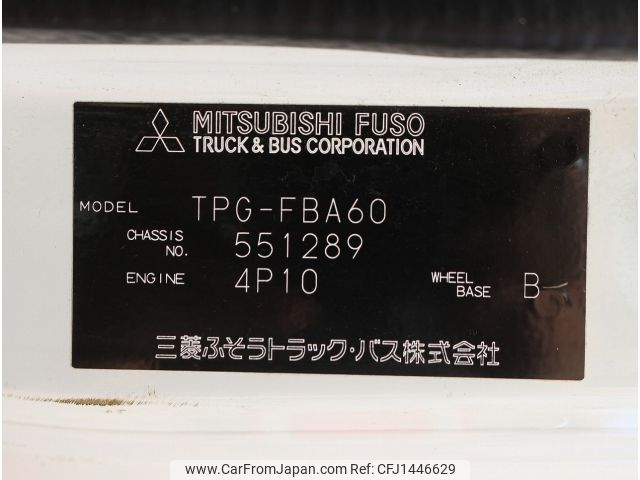 MITSUBISHI FUSO
TRUCK & BUS CORPORATION
MODEL TPG-FBA60
CHASSIS NO. 551289
ENGINE 4P10 WHEEL BASE B
三菱ふそうトラック・バス株式会社
www.CarFromJapan.com | Ref. No CFJ1446629